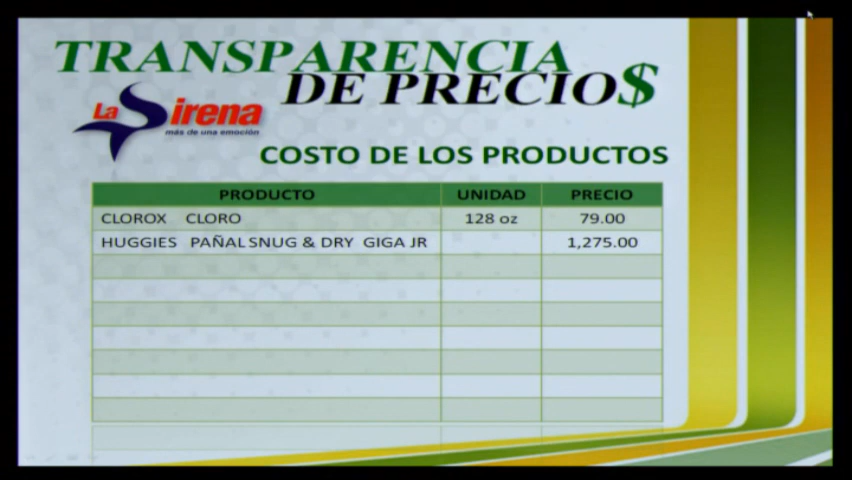 TRANSPARENCIA
DE PRECIO$
La Sirena
más de una emoción
COSTO DE LOS PRODUCTOS
PRODUCTO UNIDAD PRECIO
CLOROX CLORO 128 oz 79.00
HUGGIES PAÑAL SNUG & DRY GIGA JR 1,275.00